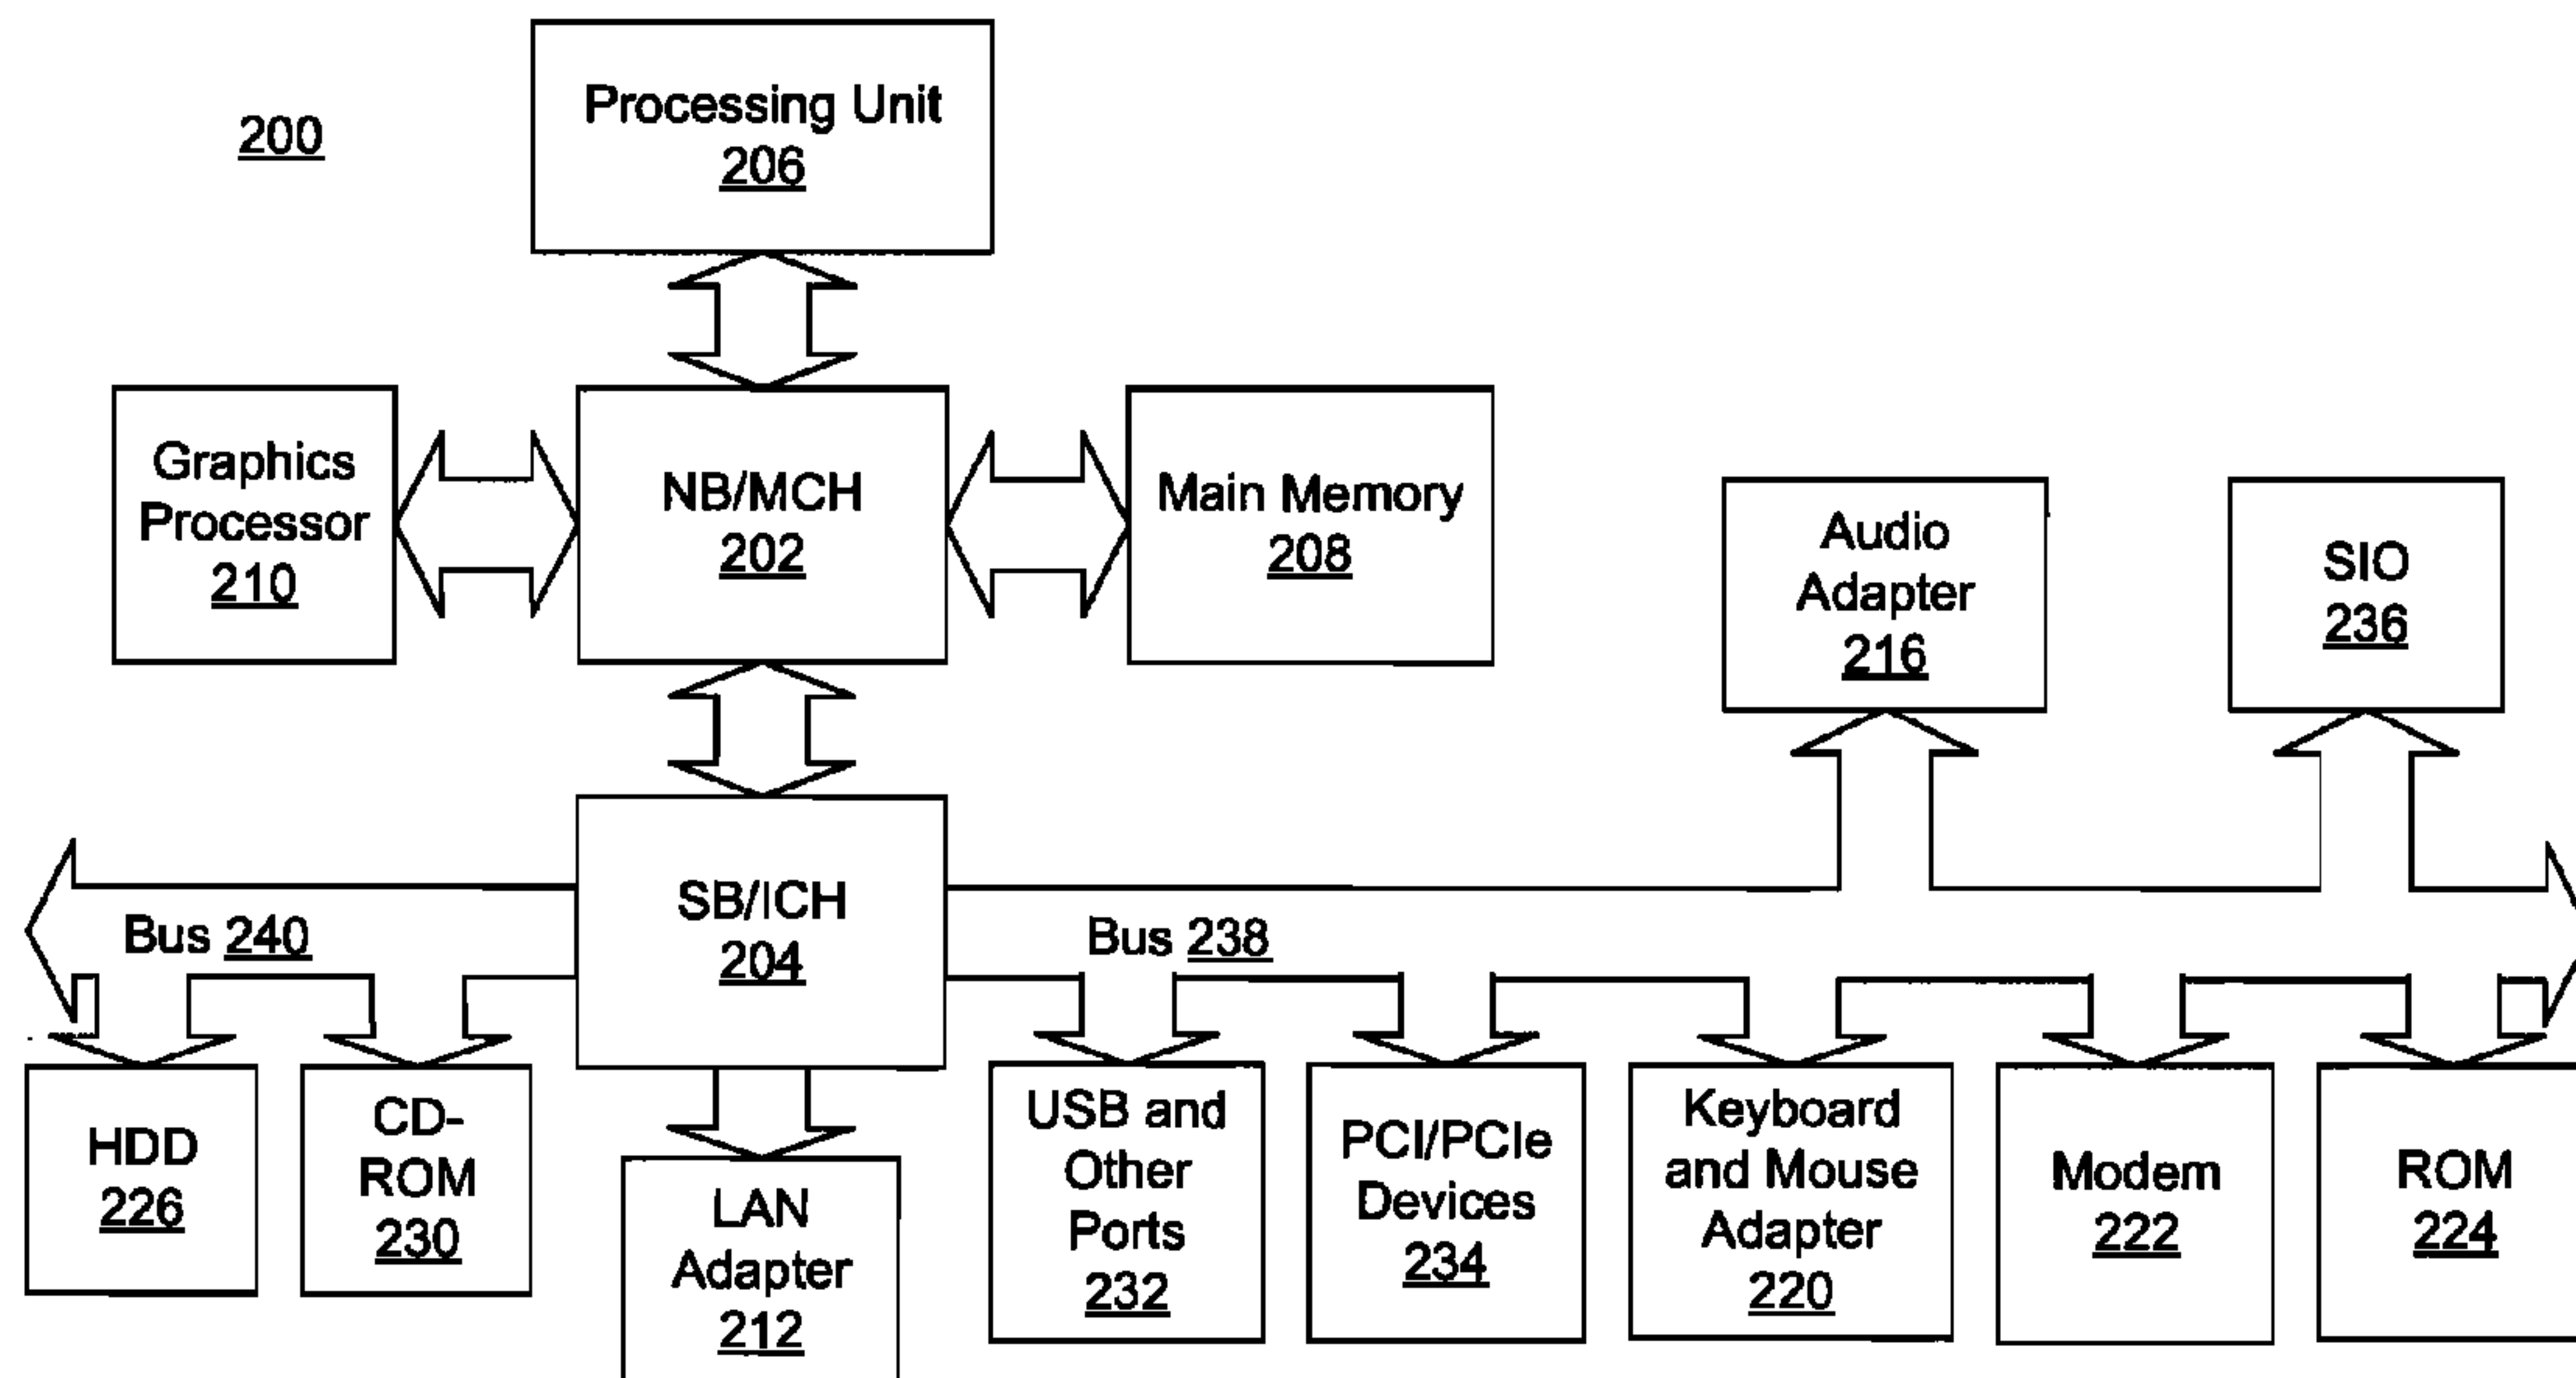 200
Processing Unit
206
Graphics
Processor
210
NB/MCH
202
Main Memory
208
Audio
Adapter
216
SIO
236
SB/ICH
204
Bus 240
Bus 238
HDD
226
CD-
ROM
230
LAN
Adapter
212
USB and
Other
Ports
232
PCI/PCIe
Devices
234
Keyboard
and Mouse
Adapter
220
Modem
222
ROM
224